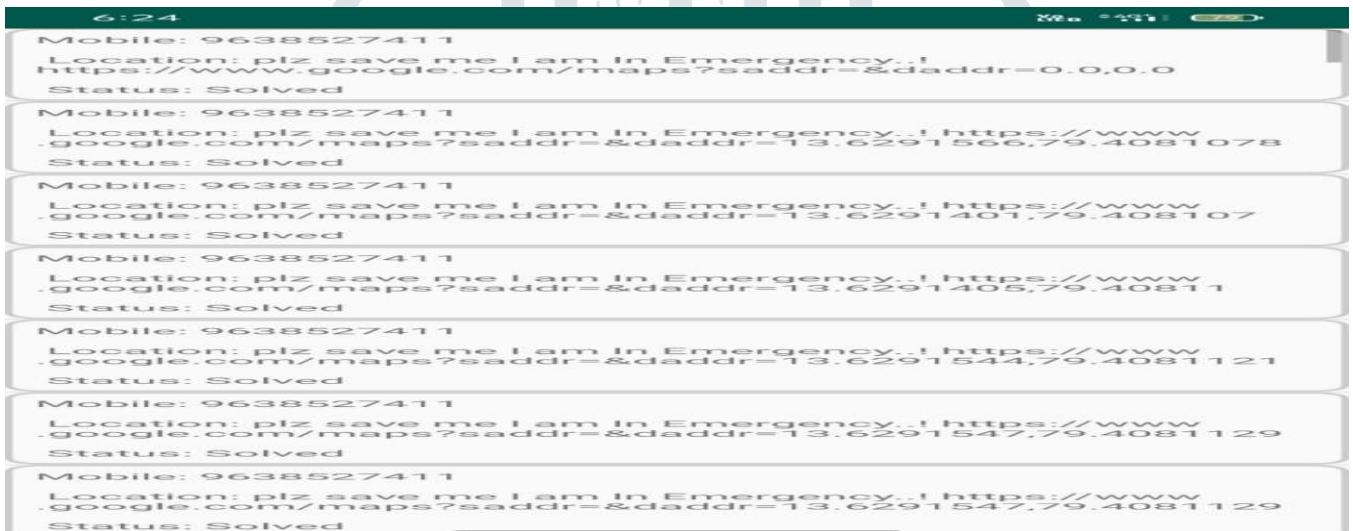 6:24
79
Mobile: 9638527411
Location: plz save me I am In Emergency..!
https://www.google.com/maps?saddr=&daddr=0.0,0.0
Status: Solved
Mobile: 9638527411
Location: plz save me I am In Emergency..! https://www
.google.com/maps?saddr=&daddr=13.6291566,79.4081078
Status: Solved
Mobile: 9638527411
Location: plz save me I am In Emergency..! https://www
.google.com/maps?saddr=&daddr=13.6291401,79.408107
Status: Solved
Mobile: 9638527411
Location: plz save me I am In Emergency..! https://www
.google.com/maps?saddr=&daddr=13.6291405,79.40811
Status: Solved
Mobile: 9638527411
Location: plz save me I am In Emergency..! https://www
.google.com/maps?saddr=&daddr=13.6291544,79.4081121
Status: Solved
Mobile: 9638527411
Location: plz save me I am In Emergency..! https://www
.google.com/maps?saddr=&daddr=13.6291547,79.4081129
Status: Solved
Mobile: 9638527411
Location: plz save me I am In Emergency..! https://www
.google.com/maps?saddr=&daddr=13.6291547,79.4081129
Status: Solved